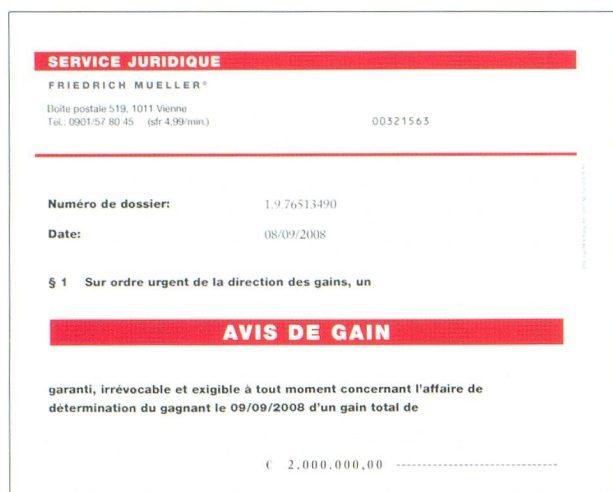 SERVICE JURIDIQUE
FRIEDRICH MUELLER®
Boîte postale 519, 1011 Vienne
Tel.: 0901/57 80 45 (sfr 4,99/min.)
00321563
Numéro de dossier: 1.9.76513490
Date: 08/09/2008
§ 1 Sur ordre urgent de la direction des gains, un
AVIS DE GAIN
garanti, irrévocable et exigible à tout moment concernant l'affaire de
détermination du gagnant le 09/09/2008 d'un gain total de
€ 2.000.000,00 ----------------------------